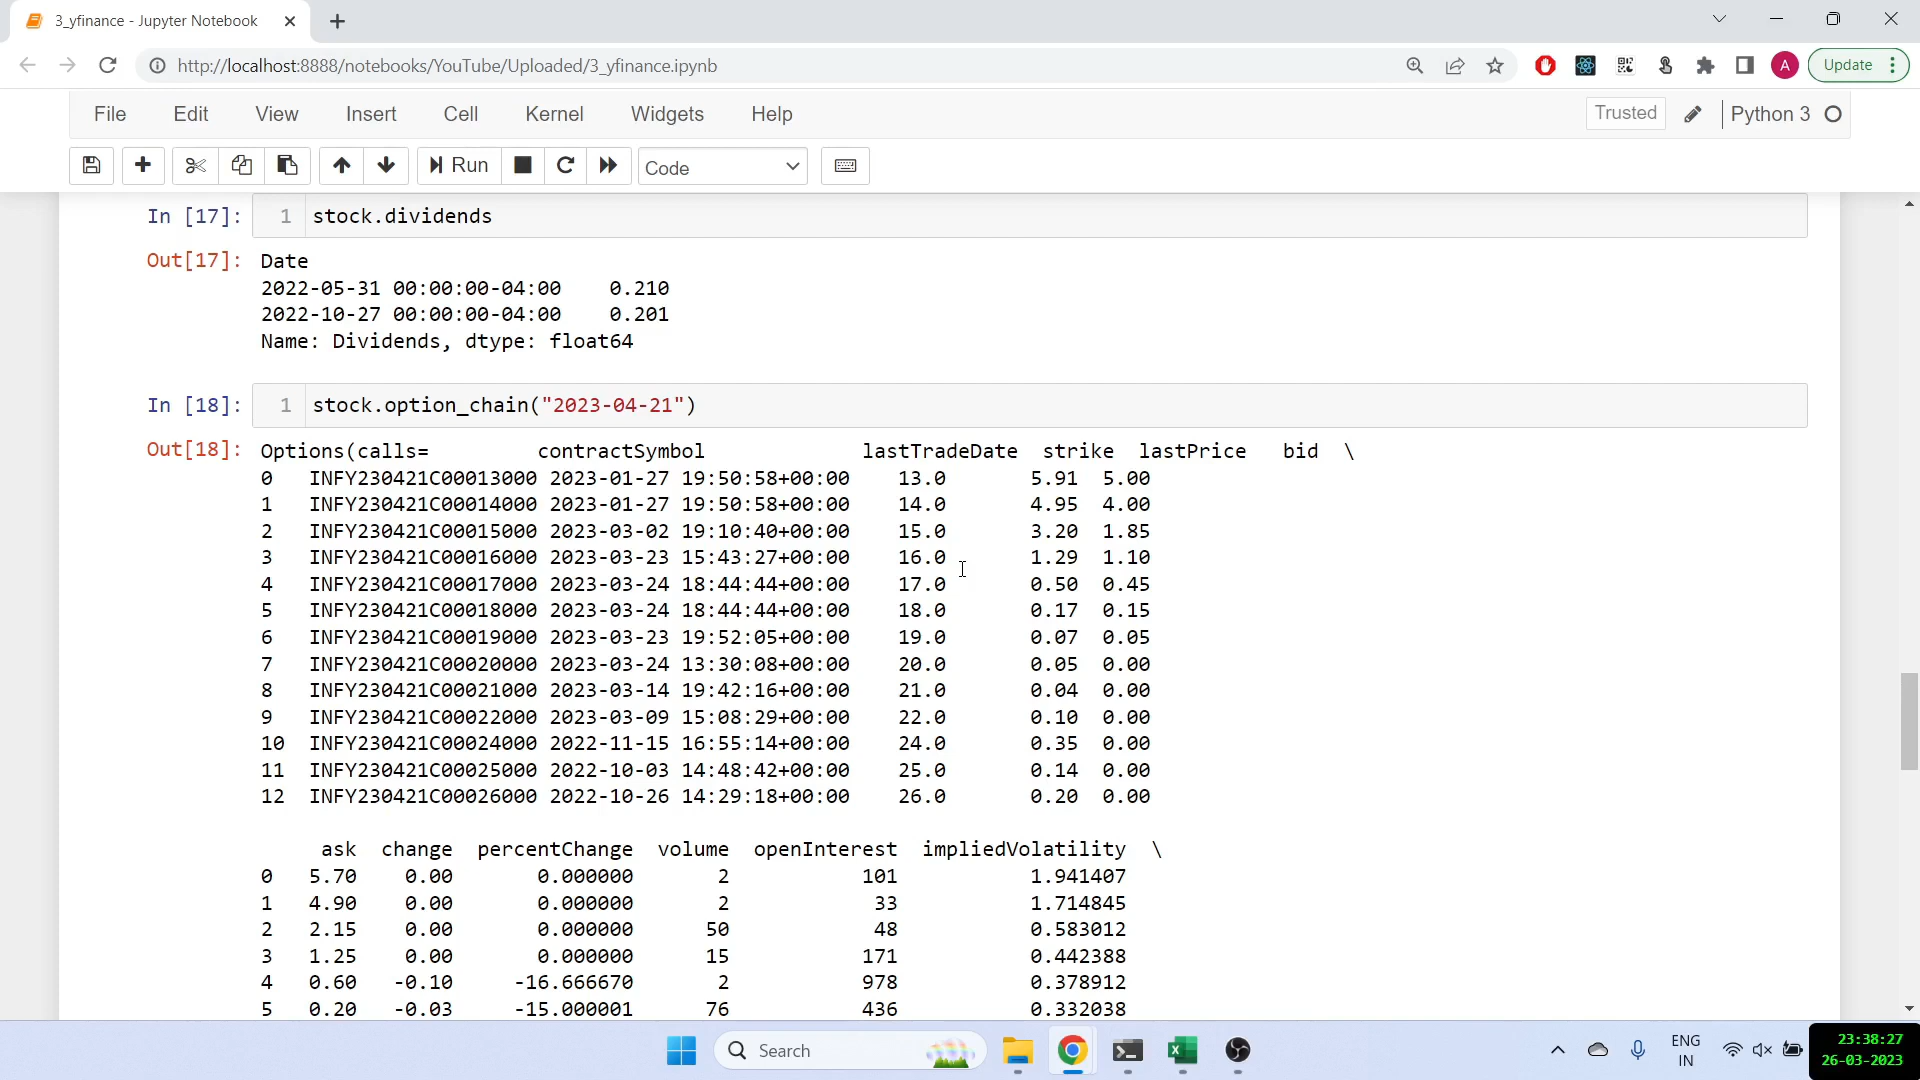 3_yfinance - Jupyter Notebook
http://localhost:8888/notebooks/YouTube/Uploaded/3_yfinance.ipynb
A
Update
File Edit View Insert Cell Kernel Widgets Help
Trusted
Python 3
Run
Code
In [17]: 1 stock.dividends
Out[17]: Date
2022-05-31 00:00:00-04:00 0.210
2022-10-27 00:00:00-04:00 0.201
Name: Dividends, dtype: float64
In [18]: 1 stock.option_chain("2023-04-21")
Out[18]: Options(calls= contractSymbol lastTradeDate strike lastPrice bid \
0 INFY230421C00013000 2023-01-27 19:50:58+00:00 13.0 5.91 5.00
1 INFY230421C00014000 2023-01-27 19:50:58+00:00 14.0 4.95 4.00
2 INFY230421C00015000 2023-03-02 19:10:40+00:00 15.0 3.20 1.85
3 INFY230421C00016000 2023-03-23 15:43:27+00:00 16.0 1.29 1.10
4 INFY230421C00017000 2023-03-24 18:44:44+00:00 17.0 0.50 0.45
5 INFY230421C00018000 2023-03-24 18:44:44+00:00 18.0 0.17 0.15
6 INFY230421C00019000 2023-03-23 19:52:05+00:00 19.0 0.07 0.05
7 INFY230421C00020000 2023-03-24 13:30:08+00:00 20.0 0.05 0.00
8 INFY230421C00021000 2023-03-14 19:42:16+00:00 21.0 0.04 0.00
9 INFY230421C00022000 2023-03-09 15:08:29+00:00 22.0 0.10 0.00
10 INFY230421C00024000 2022-11-15 16:55:14+00:00 24.0 0.35 0.00
11 INFY230421C00025000 2022-10-03 14:48:42+00:00 25.0 0.14 0.00
12 INFY230421C00026000 2022-10-26 14:29:18+00:00 26.0 0.20 0.00
ask change percentChange volume openInterest impliedVolatility \
0 5.70 0.00 0.000000 2 101 1.941407
1 4.90 0.00 0.000000 2 33 1.714845
2 2.15 0.00 0.000000 50 48 0.583012
3 1.25 0.00 0.000000 15 171 0.442388
4 0.60 -0.10 -16.666670 2 978 0.378912
5 0.20 -0.03 -15.000001 76 436 0.332038
Search
ENG
IN
23:38:27
26-03-2023